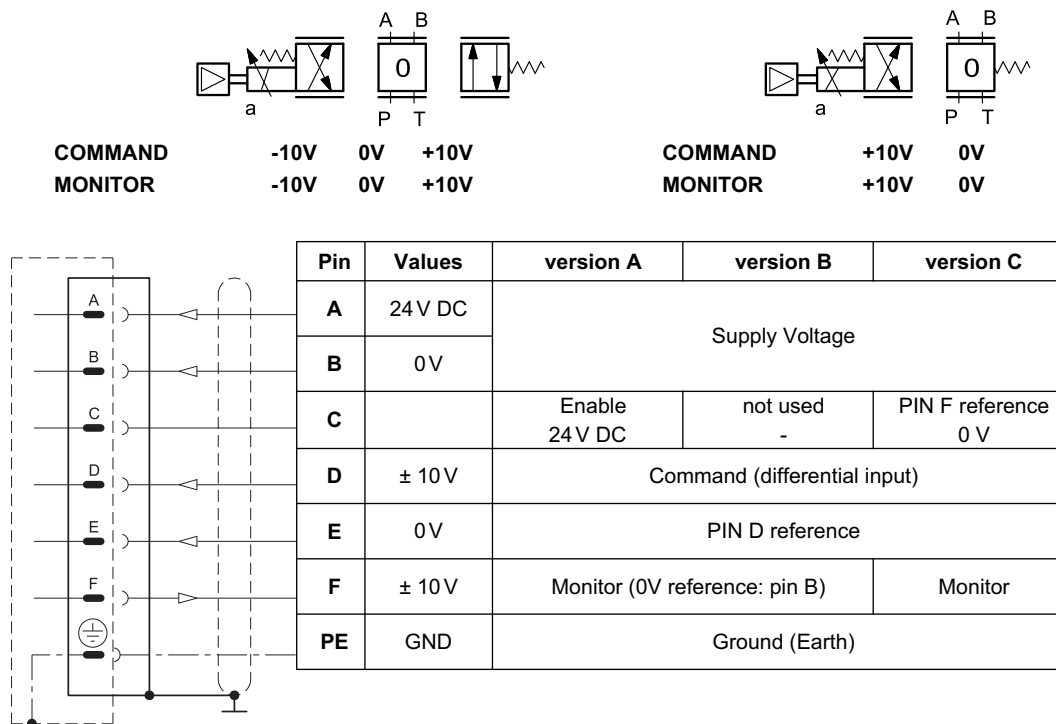 A B
0
a
P T
COMMAND -10V 0V +10V
MONITOR -10V 0V +10V
A B
0
a
P T
COMMAND +10V 0V
MONITOR +10V 0V
A
B
C
D
E
F
Pin Values version A version B version C
A 24 V DC Supply Voltage
B 0 V
C Enable 24 V DC not used - PIN F reference 0 V
D ± 10 V Command (differential input)
E 0 V PIN D reference
F ± 10 V Monitor (0V reference: pin B) Monitor
PE GND Ground (Earth)